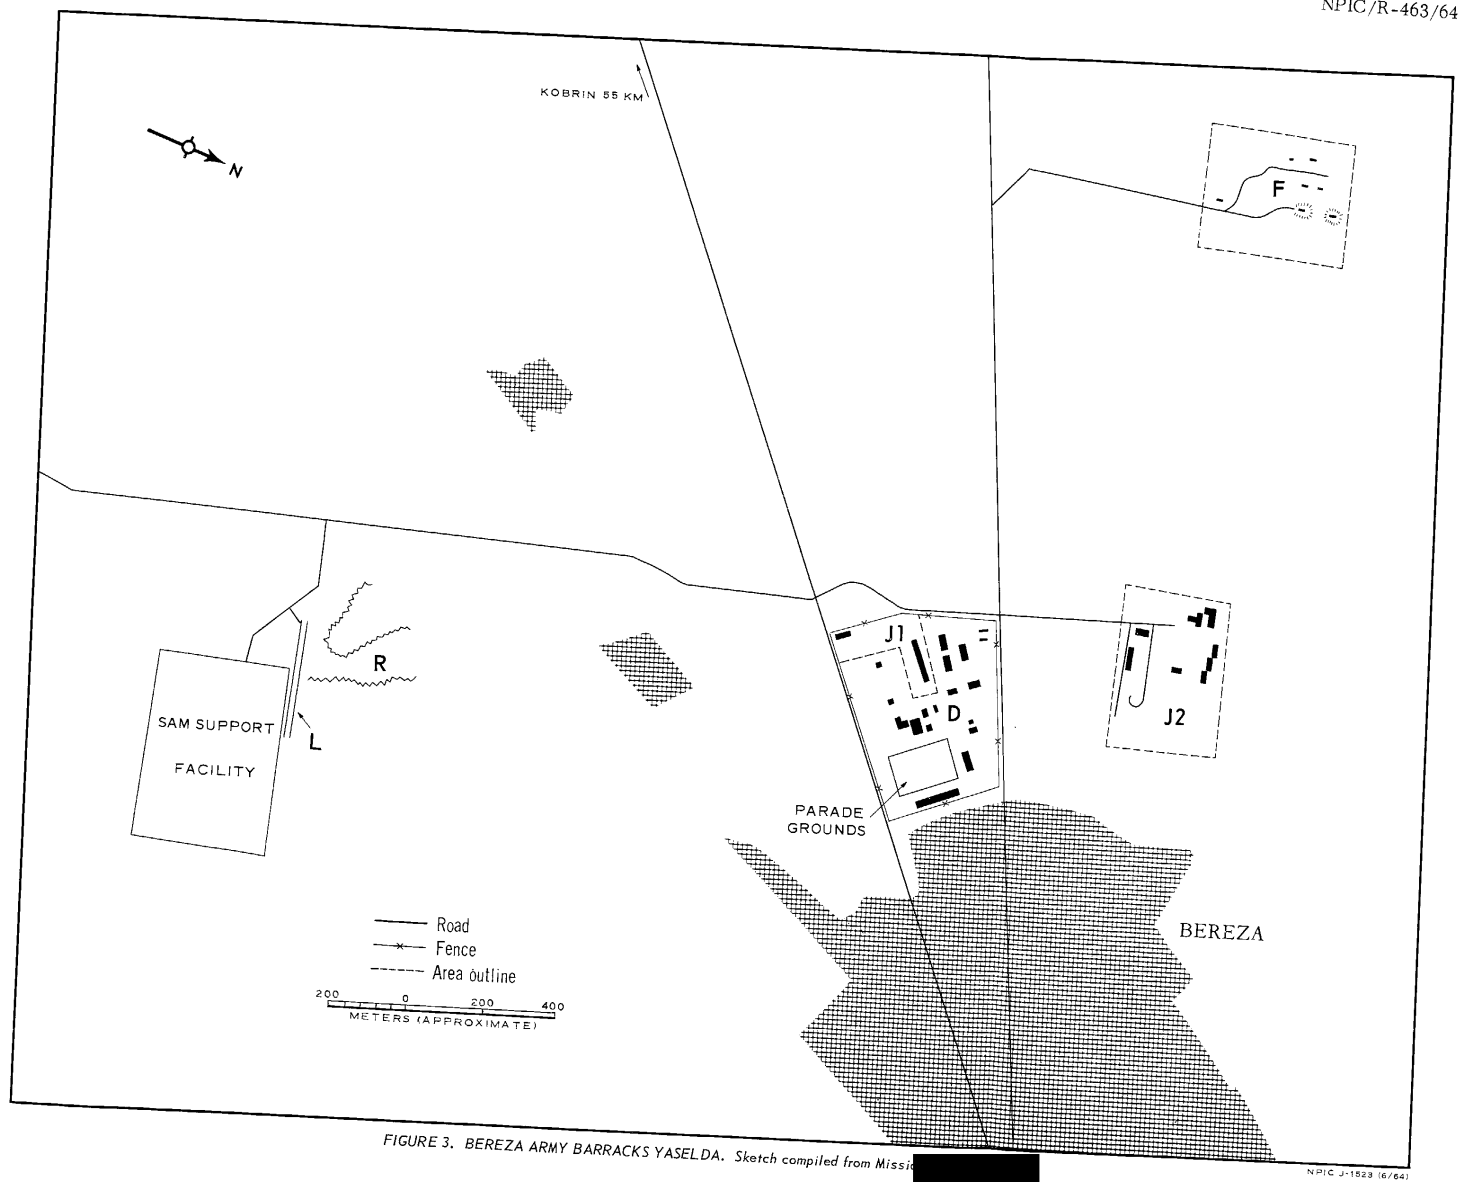 NPIC/R-463/64
KOBRIN 55 KM
N
F
J1
R
D
J2
SAM SUPPORT
FACILITY
L
PARADE
GROUNDS
BEREZA
Road
Fence
Area outline
200 0 200 400
METERS (APPROXIMATE)
FIGURE 3. BEREZA ARMY BARRACKS YASELDA. Sketch compiled from Missi
NPIC J-1523 (6/64)